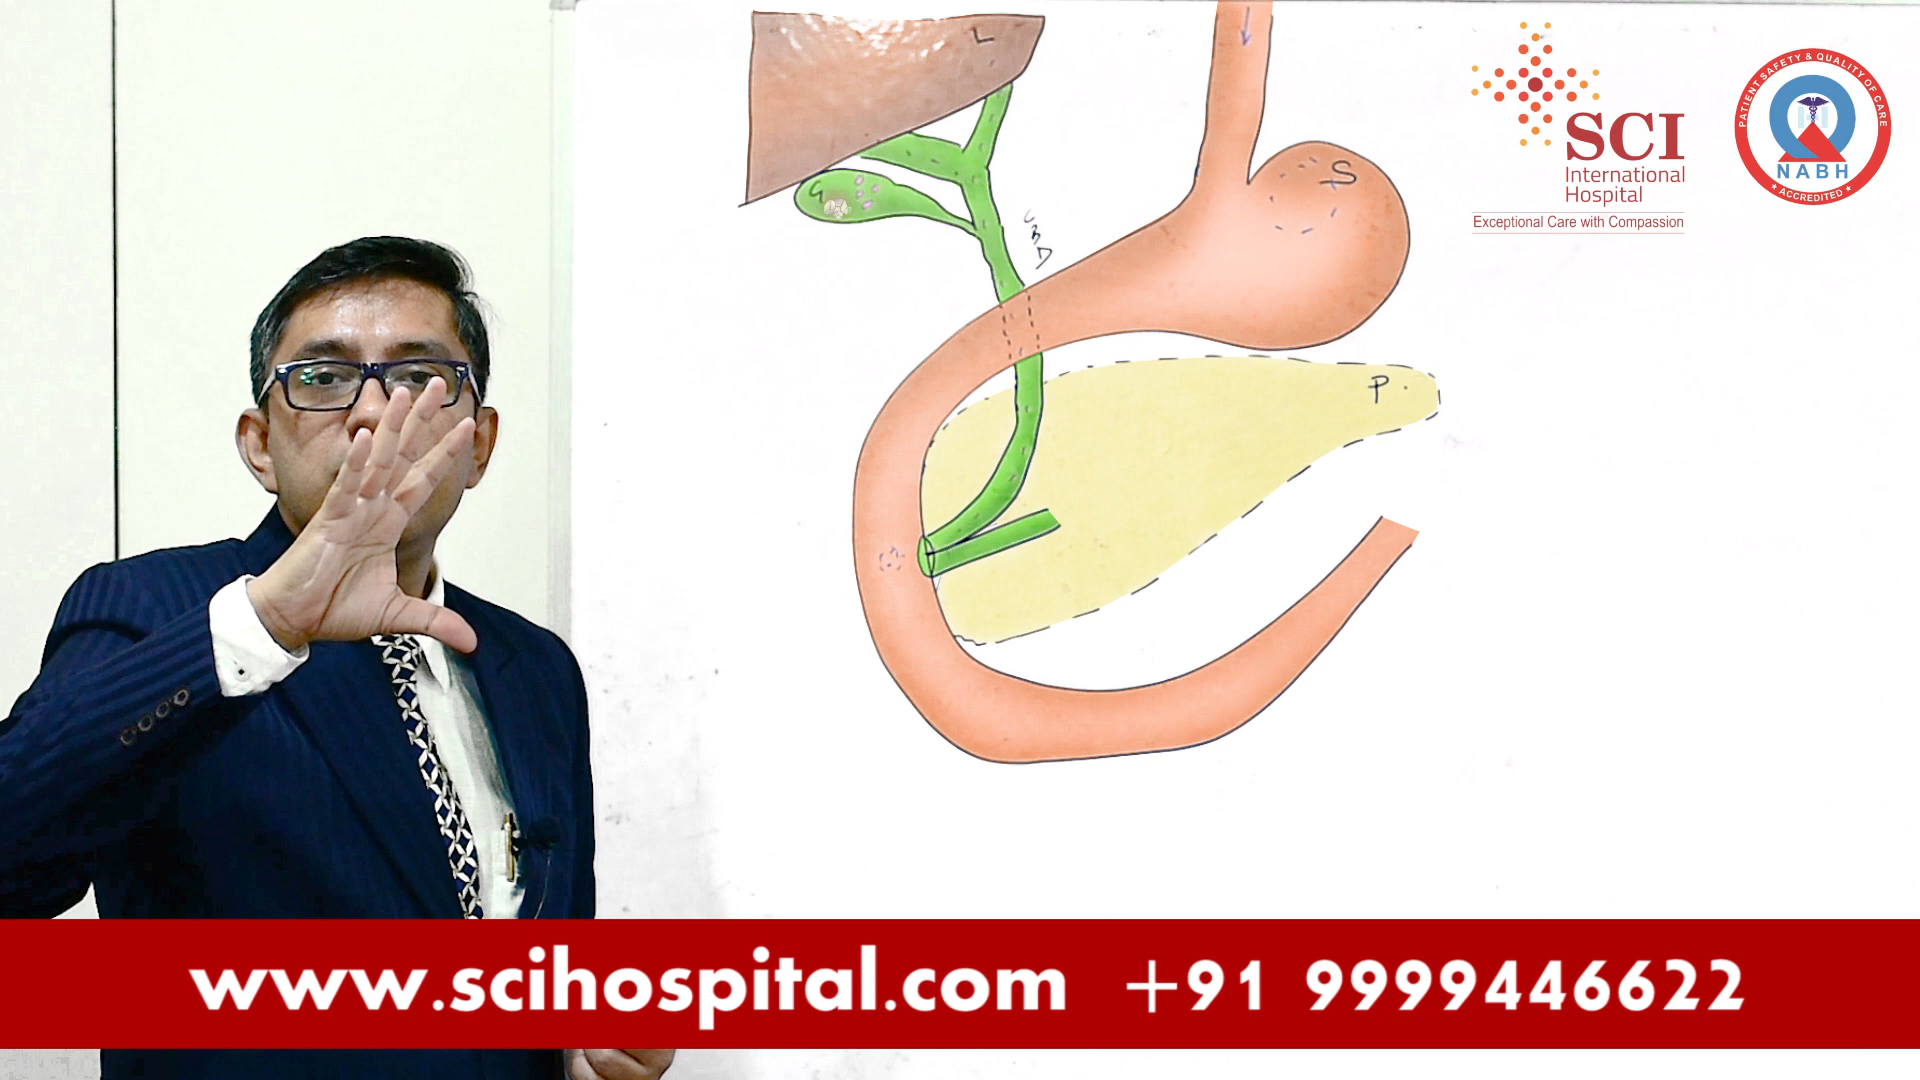 L
G
CBD
S
P
SCI
International
Hospital
Exceptional Care with Compassion
PATIENT SAFETY & QUALITY OF CARE
NABH
★ ACCREDITED ★
www.scihospital.com +91 9999446622